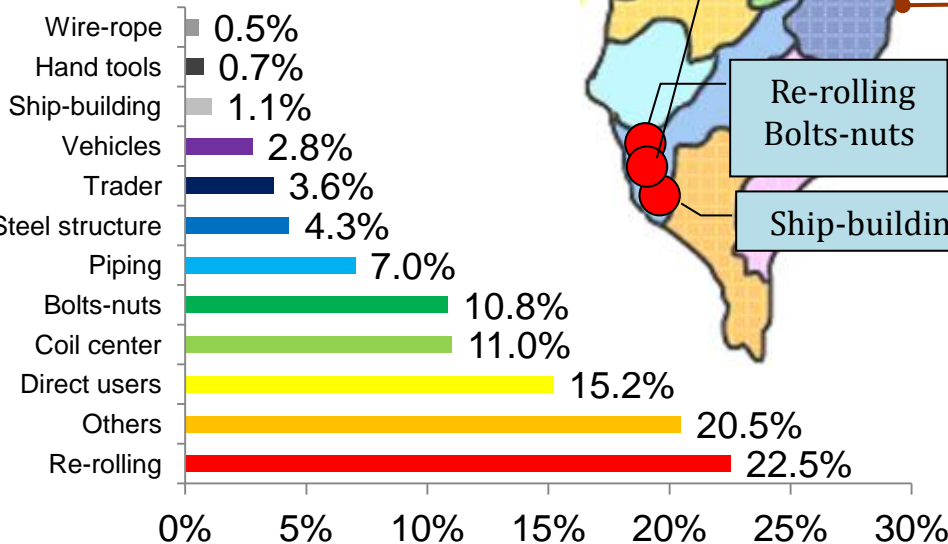 Wire-rope 0.5%
Hand tools 0.7%
Ship-building 1.1%
Vehicles 2.8%
Trader 3.6%
Steel structure 4.3%
Piping 7.0%
Bolts-nuts 10.8%
Coil center 11.0%
Direct users 15.2%
Others 20.5%
Re-rolling 22.5%
0% 5% 10% 15% 20% 25% 30%
Re-rolling
Bolts-nuts
Ship-buildin